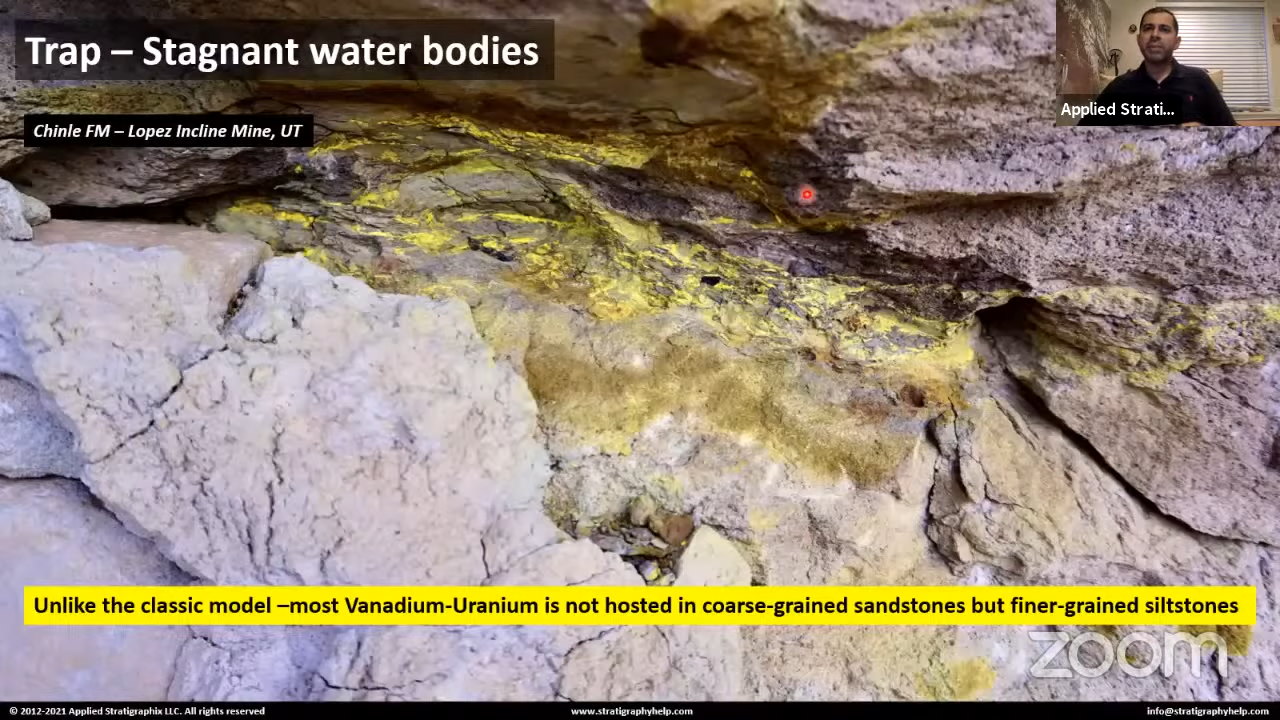 Trap – Stagnant water bodies
Applied Strati...
Chinle FM – Lopez Incline Mine, UT
Unlike the classic model –most Vanadium-Uranium is not hosted in coarse-grained sandstones but finer-grained siltstones
zoom
© 2012-2021 Applied Stratigraphix LLC. All rights reserved
www.stratigraphyhelp.com
info@stratigraphyhelp.com